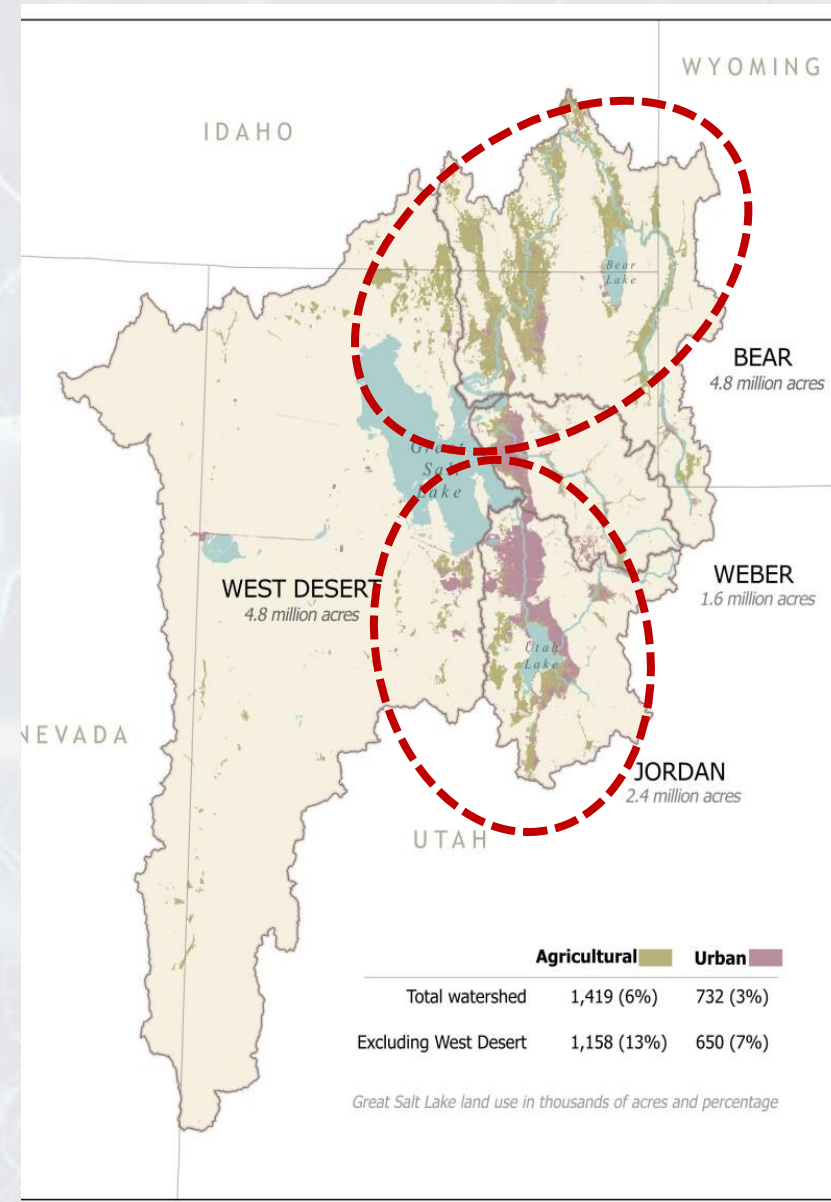 WYOMING
IDAHO
Bear
Lake
BEAR
4.8 million acres
Great
Salt
Lake
WEST DESERT
4.8 million acres
WEBER
1.6 million acres
Utah
Lake
NEVADA
JORDAN
2.4 million acres
UTAH
Agricultural Urban
Total watershed 1,419 (6%) 732 (3%)
Excluding West Desert 1,158 (13%) 650 (7%)
Great Salt Lake land use in thousands of acres and percentage